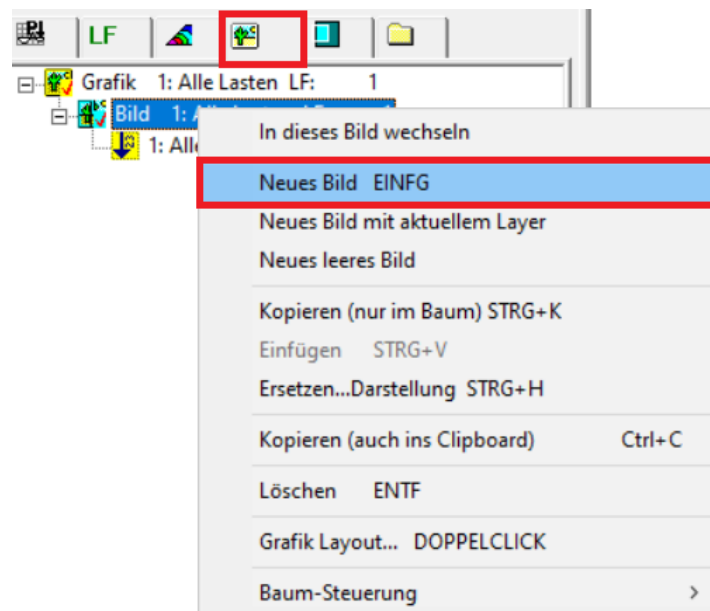 LF
Grafik 1: Alle Lasten LF: 1
Bild 1:
1: Alle
In dieses Bild wechseln
Neues Bild EINFG
Neues Bild mit aktuellem Layer
Neues leeres Bild
Kopieren (nur im Baum) STRG+K
Einfügen STRG+V
Ersetzen...Darstellung STRG+H
Kopieren (auch ins Clipboard) Ctrl+C
Löschen ENTF
Grafik Layout... DOPPELCLICK
Baum-Steuerung